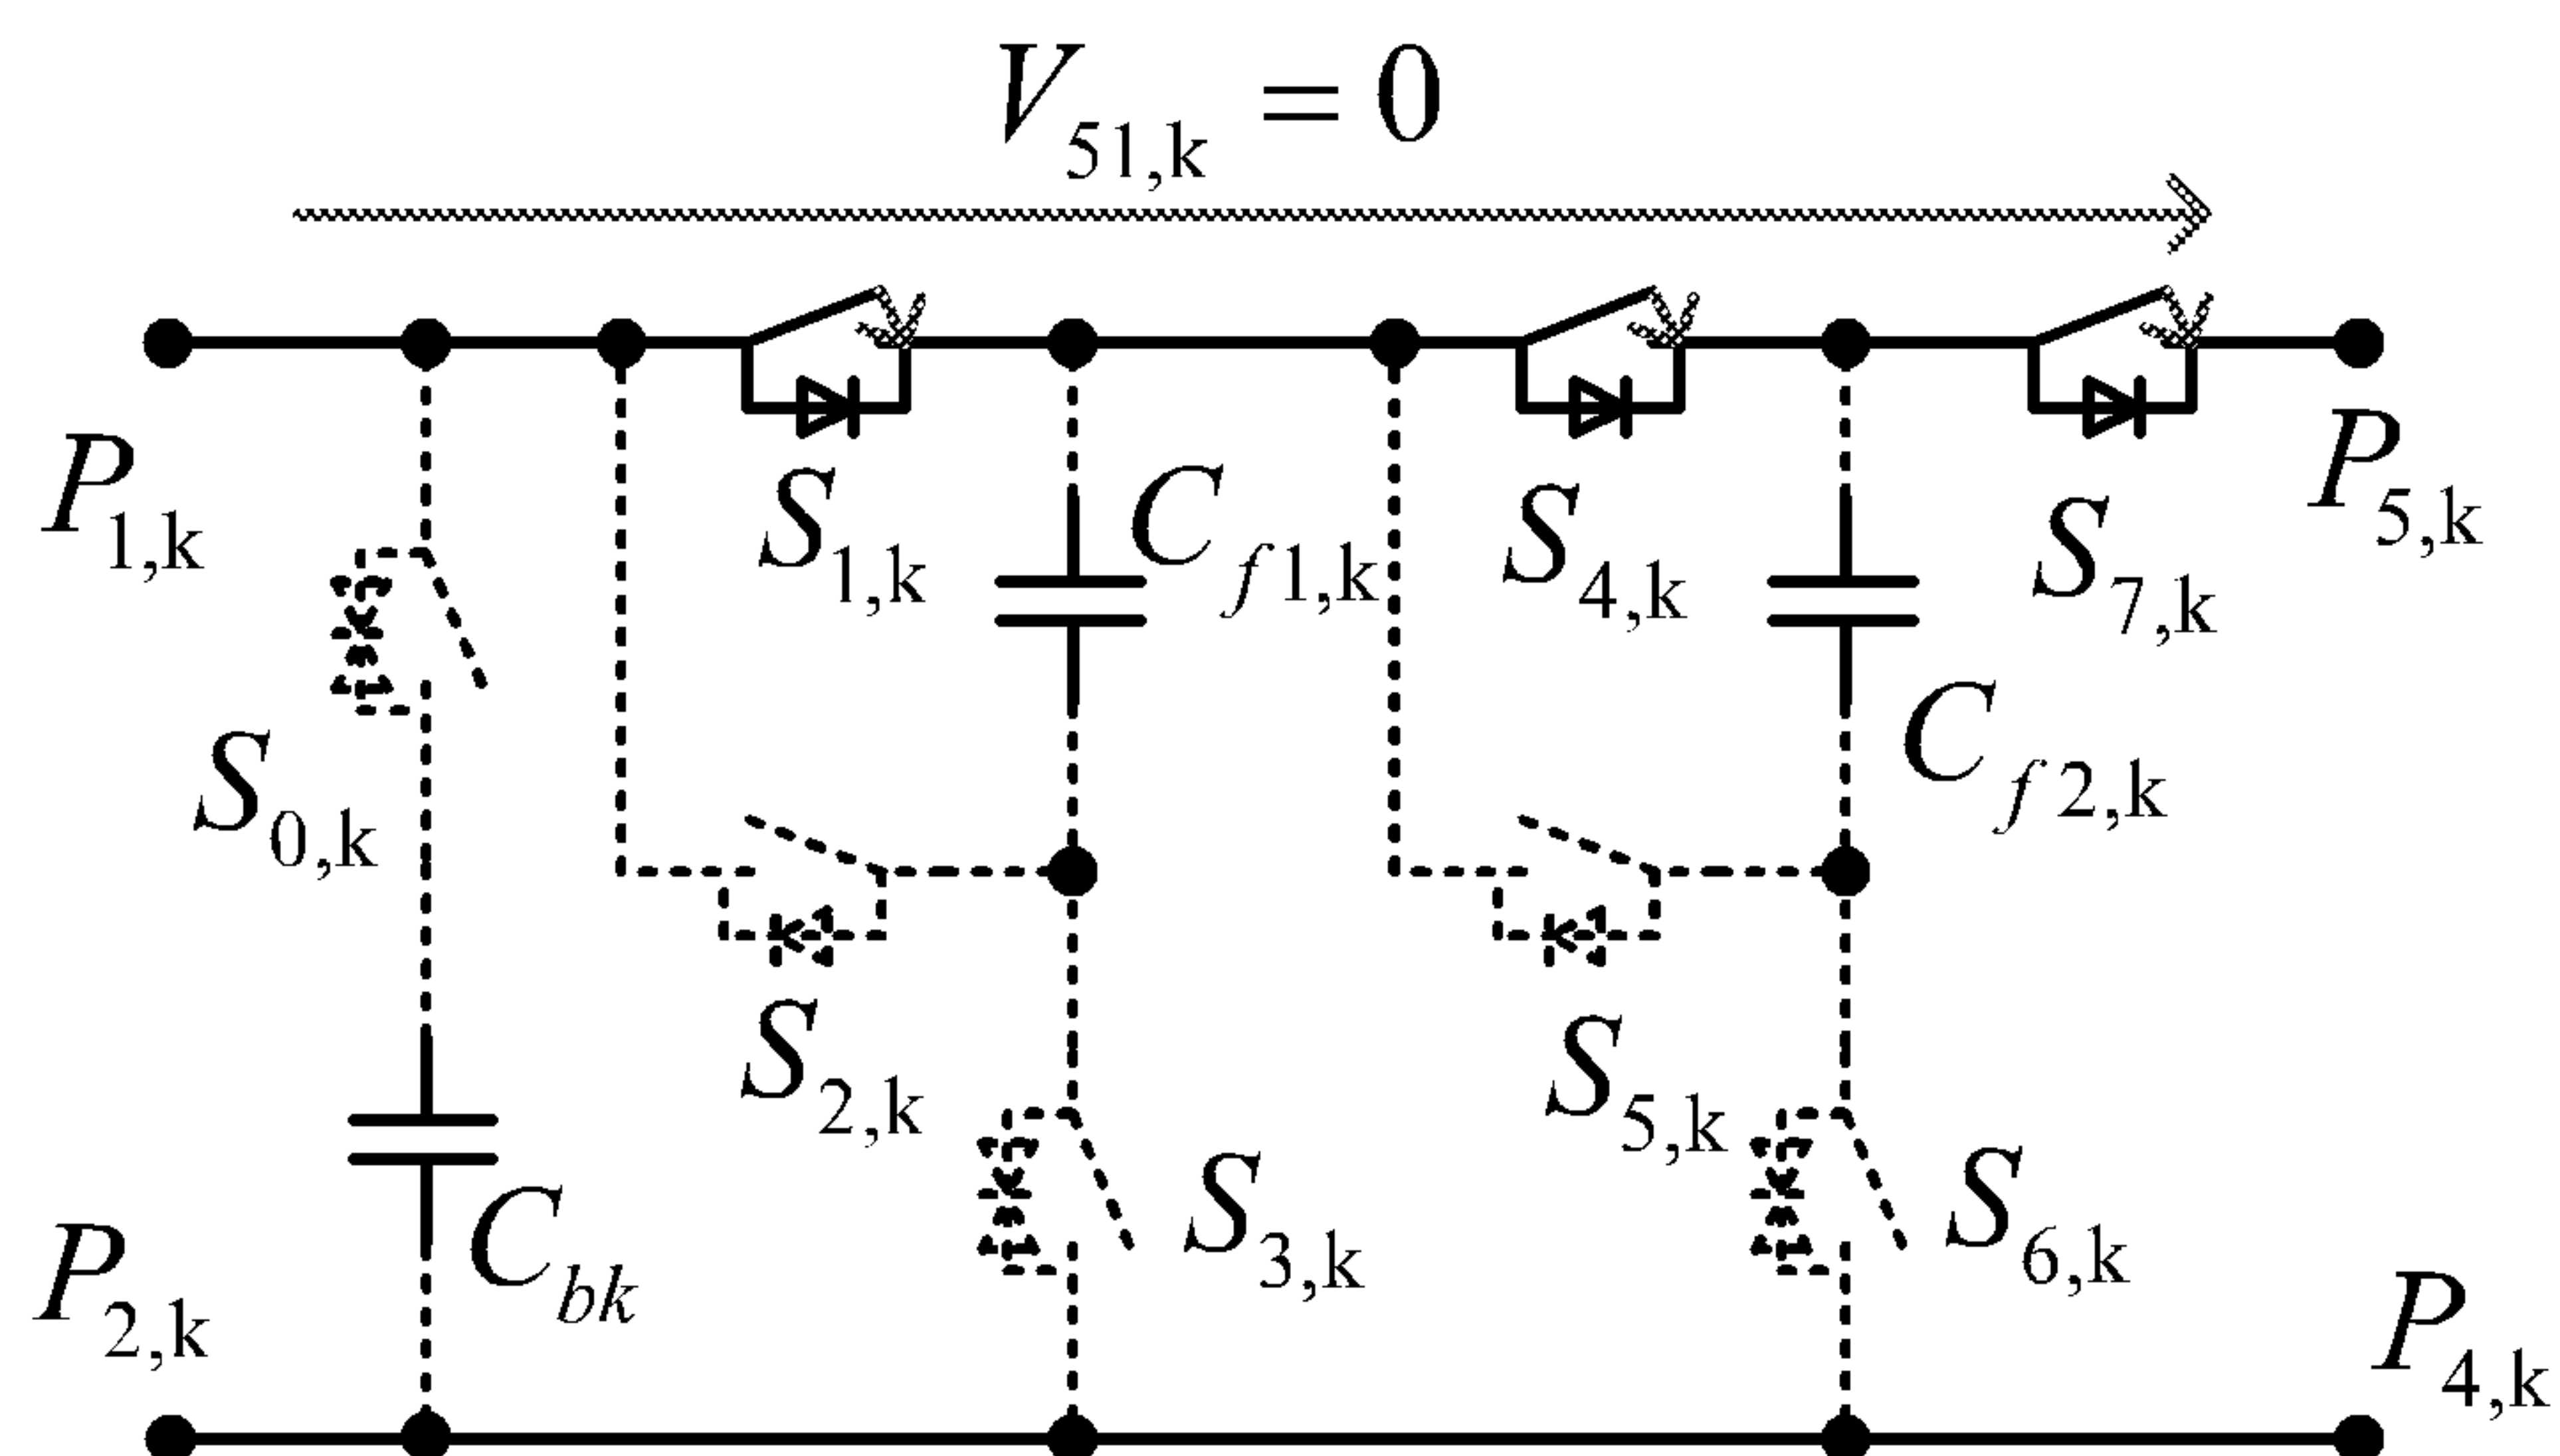 V51,k = 0
P1,k
S1,k
Cf1,k
S4,k
S7,k
P5,k
S0,k
Cf2,k
S2,k
S5,k
S3,k
S6,k
Cbk
P2,k
P4,k